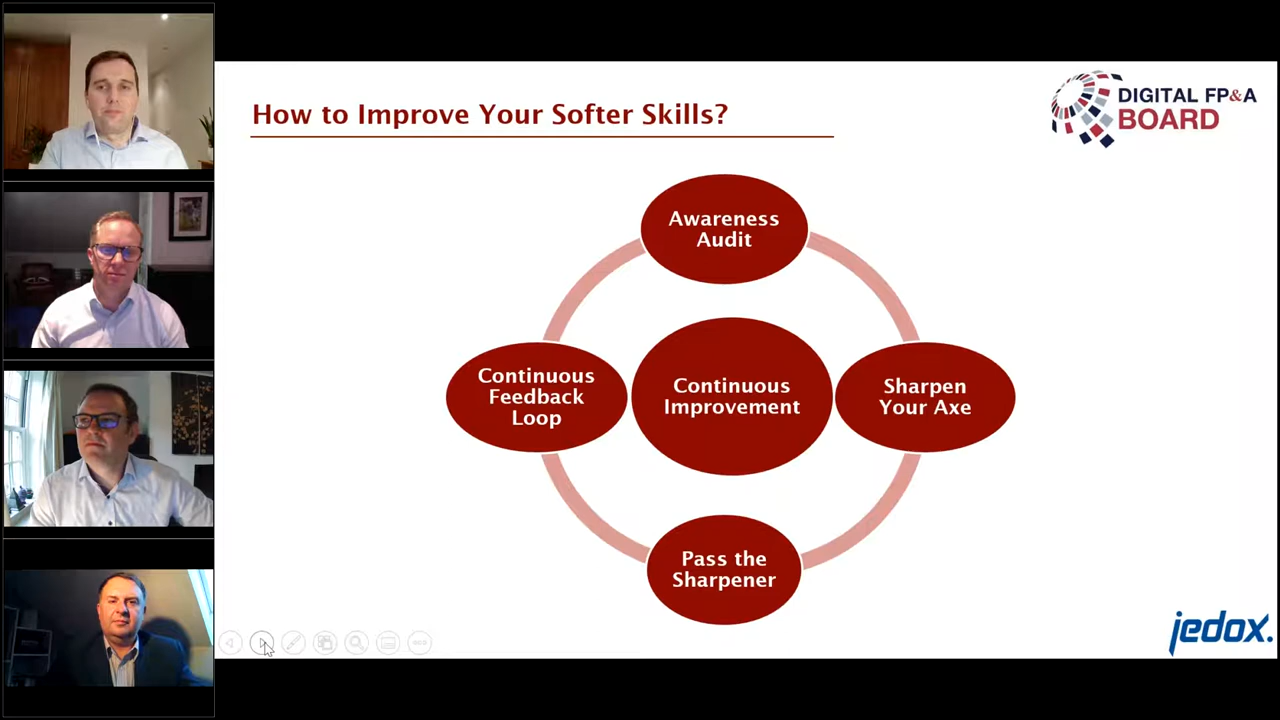 How to Improve Your Softer Skills?
DIGITAL FP&A
BOARD
Awareness
Audit
Continuous
Feedback
Loop
Continuous
Improvement
Sharpen
Your Axe
Pass the
Sharpener
jedox.